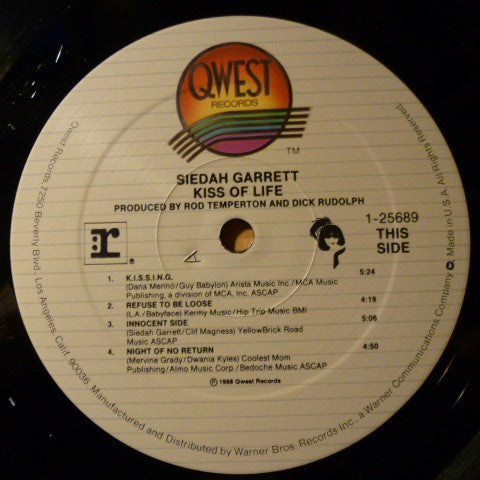 QWEST
RECORDS
TM
SIEDAH GARRETT
KISS OF LIFE
PRODUCED BY ROD TEMPERTON AND DICK RUDOLPH
1-25689
THIS
SIDE
r
®
1. K.I.S.S.I.N.G. 5:24
(Dana Merino/Guy Babylon) Arista Music Inc./MCA Music
Publishing, a division of MCA, Inc. ASCAP
2. REFUSE TO BE LOOSE 4:19
(L.A./Babyface) Kermy Music/Hip Trip Music BMI
3. INNOCENT SIDE 5:06
(Siedah Garrett/Clif Magness) YellowBrick Road
Music ASCAP
4. NIGHT OF NO RETURN 4:50
(Mervine Grady/Dwania Kyles) Coolest Mom
Publishing/Almo Music Corp./Bedoche Music ASCAP
℗©1988 Qwest Records
Qwest Records 7250 Beverly Blvd., Los Angeles Calif. 90036. Manufactured and Distributed by Warner Bros. Records Inc., a Warner Communications Company. Made in U.S.A. All Rights Reserved.